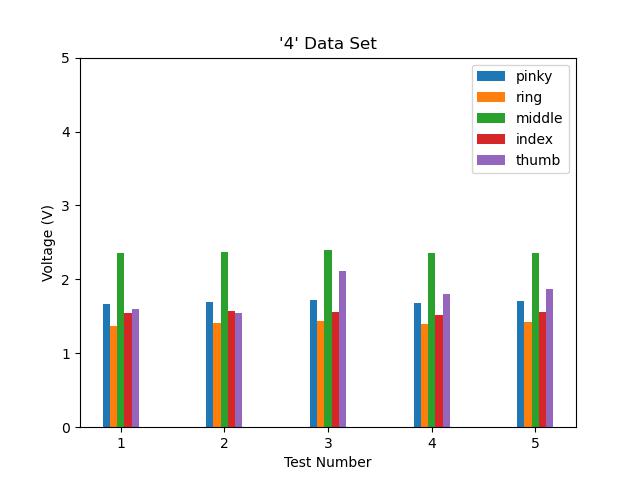 '4' Data Set
5
4
3
2
1
0
Voltage (V)
pinky
ring
middle
index
thumb
1 2 3 4 5
Test Number